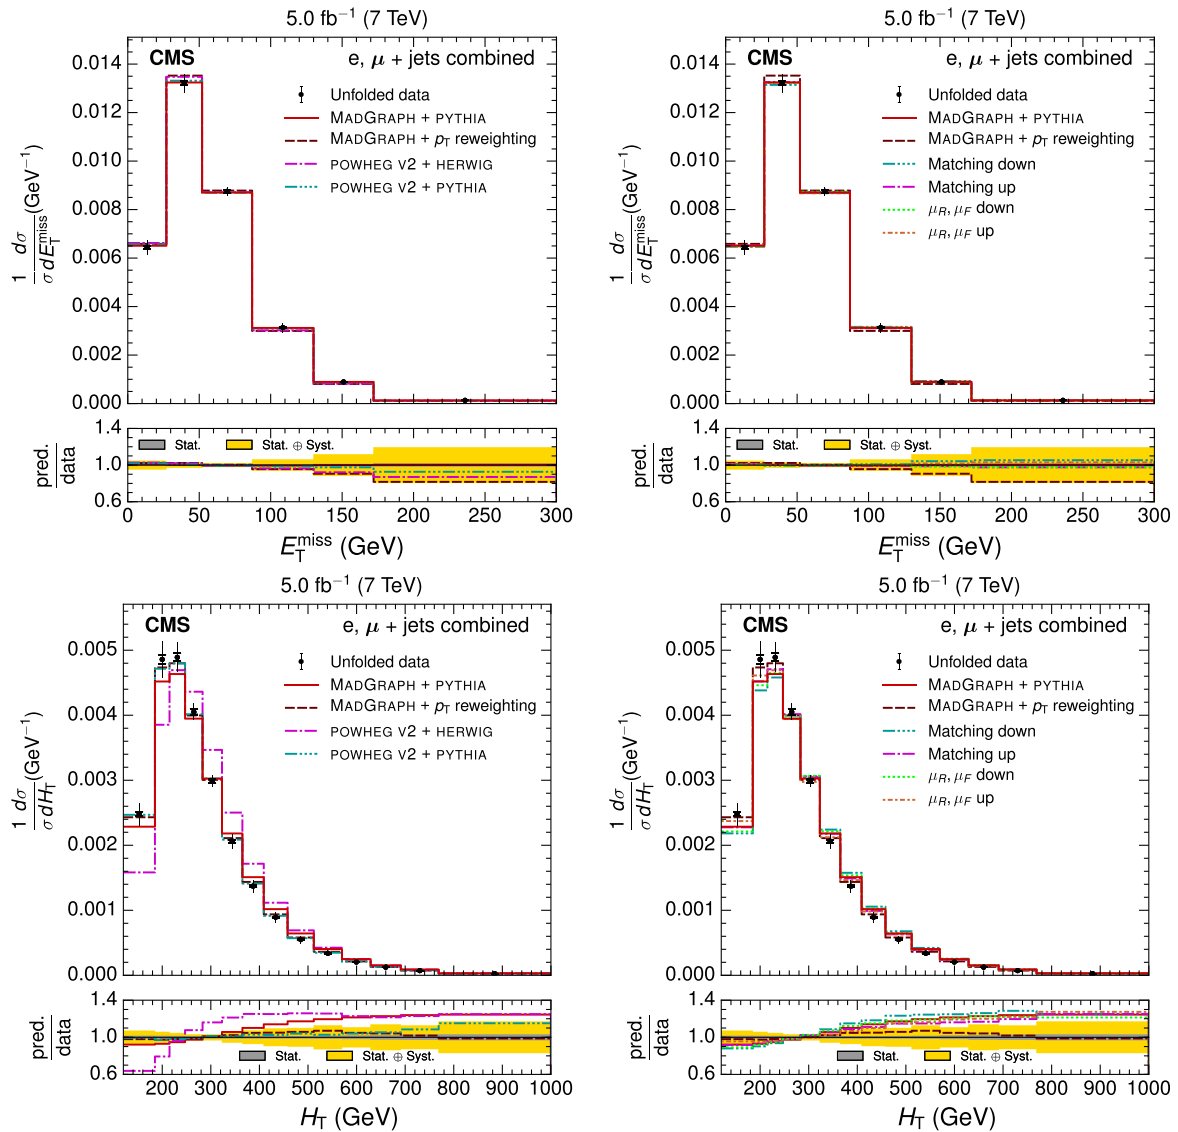 5.0 fb⁻¹ (7 TeV)
CMS
e, μ + jets combined
Unfolded data
MADGRAPH + PYTHIA
MADGRAPH + pT reweighting
POWHEG V2 + HERWIG
POWHEG V2 + PYTHIA
1/σ dσ/dE_T^miss (GeV⁻¹)
0.014
0.012
0.010
0.008
0.006
0.004
0.002
0.000
Stat.
Stat. ⊕ Syst.
pred./data
1.4
1.0
0.6
0 50 100 150 200 250 300
E_T^miss (GeV)
5.0 fb⁻¹ (7 TeV)
CMS
e, μ + jets combined
Unfolded data
MADGRAPH + PYTHIA
MADGRAPH + pT reweighting
Matching down
Matching up
μR, μF down
μR, μF up
1/σ dσ/dE_T^miss (GeV⁻¹)
0.014
0.012
0.010
0.008
0.006
0.004
0.002
0.000
Stat.
Stat. ⊕ Syst.
pred./data
1.4
1.0
0.6
0 50 100 150 200 250 300
E_T^miss (GeV)
5.0 fb⁻¹ (7 TeV)
CMS
e, μ + jets combined
Unfolded data
MADGRAPH + PYTHIA
MADGRAPH + pT reweighting
POWHEG V2 + HERWIG
POWHEG V2 + PYTHIA
1/σ dσ/dH_T (GeV⁻¹)
0.005
0.004
0.003
0.002
0.001
0.000
Stat.
Stat. ⊕ Syst.
pred./data
1.4
1.0
0.6
200 300 400 500 600 700 800 900 1000
H_T (GeV)
5.0 fb⁻¹ (7 TeV)
CMS
e, μ + jets combined
Unfolded data
MADGRAPH + PYTHIA
MADGRAPH + pT reweighting
Matching down
Matching up
μR, μF down
μR, μF up
1/σ dσ/dH_T (GeV⁻¹)
0.005
0.004
0.003
0.002
0.001
0.000
Stat.
Stat. ⊕ Syst.
pred./data
1.4
1.0
0.6
200 300 400 500 600 700 800 900 1000
H_T (GeV)